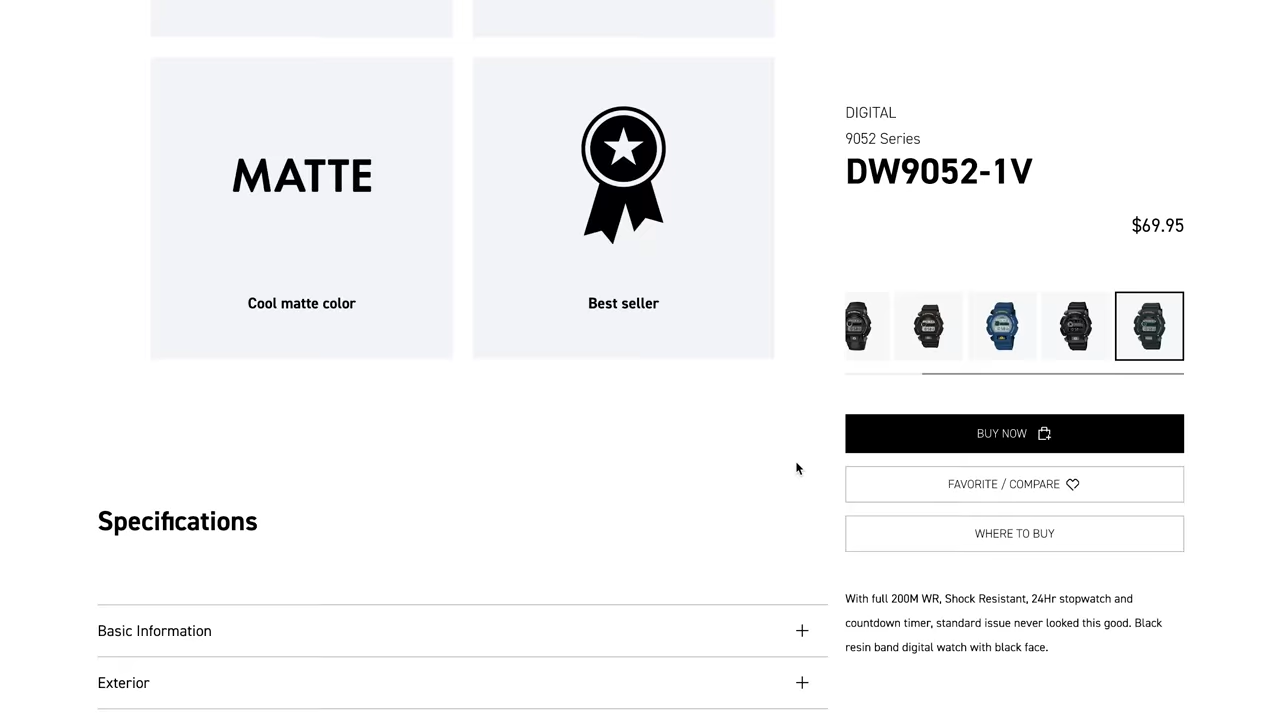 MATTE
Cool matte color
Best seller
Specifications
Basic Information
Exterior
DIGITAL
9052 Series
DW9052-1V
$69.95
BUY NOW
FAVORITE / COMPARE
WHERE TO BUY
With full 200M WR, Shock Resistant, 24Hr stopwatch and
countdown timer, standard issue never looked this good. Black
resin band digital watch with black face.